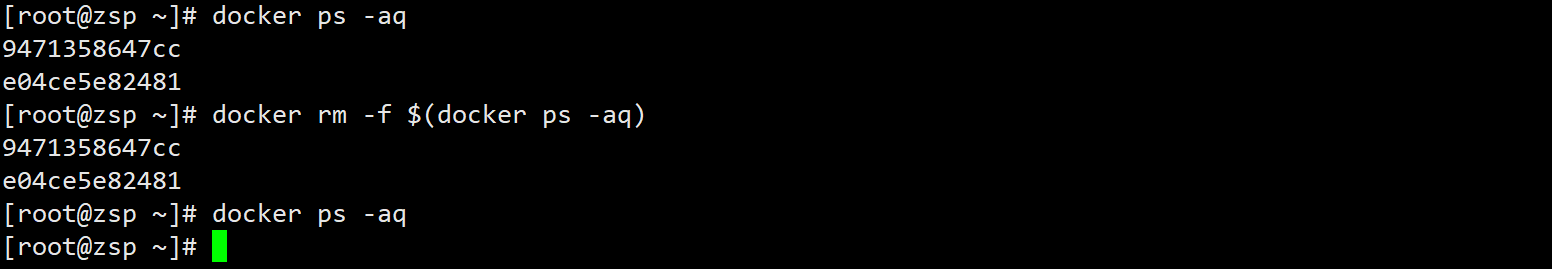 [root@zsp ~]# docker ps -aq
9471358647cc
e04ce5e82481
[root@zsp ~]# docker rm -f $(docker ps -aq)
9471358647cc
e04ce5e82481
[root@zsp ~]# docker ps -aq
[root@zsp ~]#